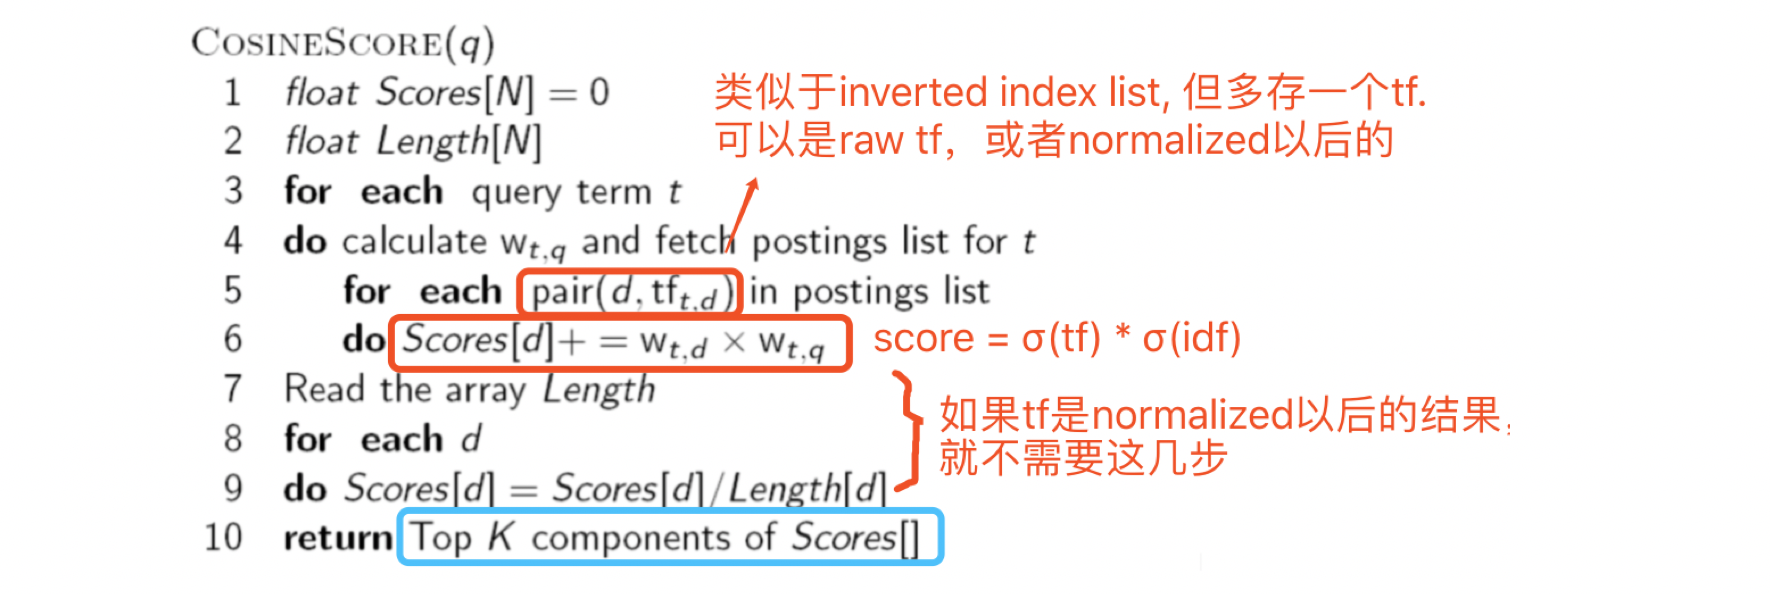 COSINESCORE(q)
1 float Scores[N] = 0
2 float Length[N]
类似于inverted index list, 但多存一个tf.
可以是raw tf，或者normalized以后的
3 for each query term t
4 do calculate wt,q and fetch postings list for t
5 for each pair(d, tft,d) in postings list
6 do Scores[d]+ = wt,d × wt,q score = σ(tf) * σ(idf)
7 Read the array Length
8 for each d
如果tf是normalized以后的结果,
就不需要这几步
9 do Scores[d] = Scores[d]/Length[d]
10 return Top K components of Scores[]